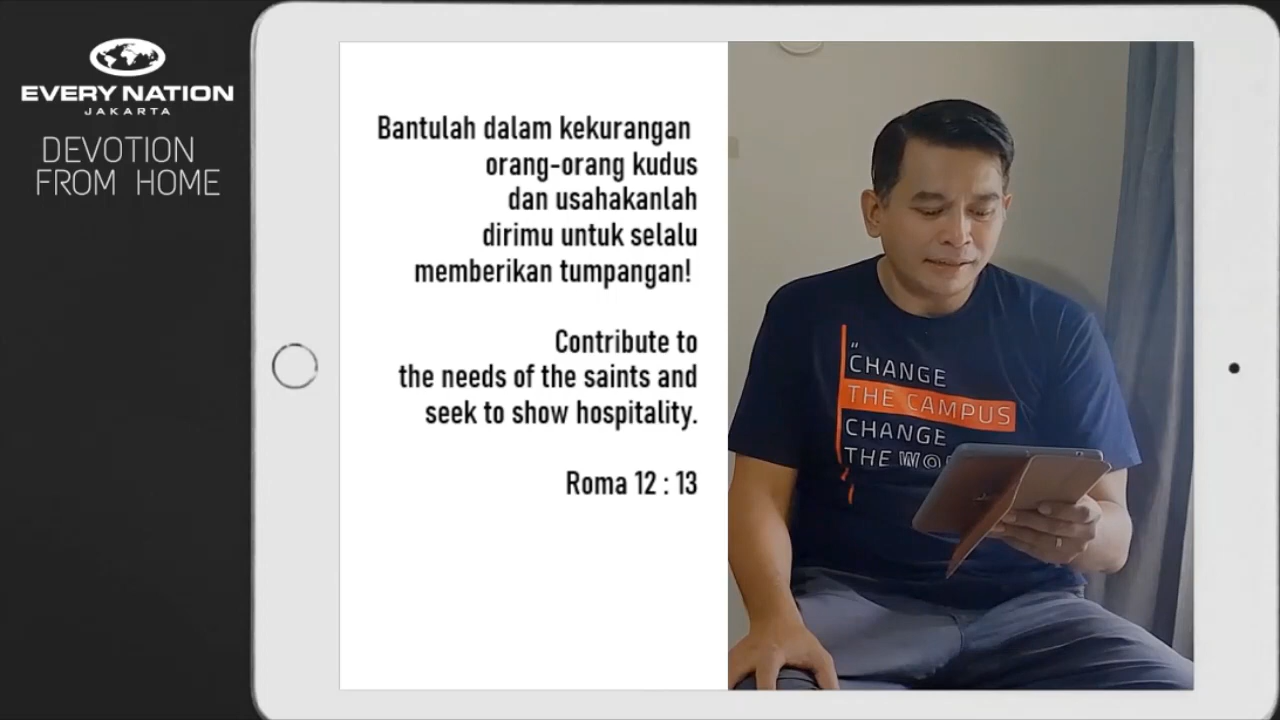 EVERY NATION
JAKARTA
DEVOTION
FROM HOME
Bantulah dalam kekurangan
orang-orang kudus
dan usahakanlah
dirimu untuk selalu
memberikan tumpangan!
Contribute to
the needs of the saints and
seek to show hospitality.
Roma 12 : 13
“
CHANGE
THE CAMPUS
CHANGE
THE